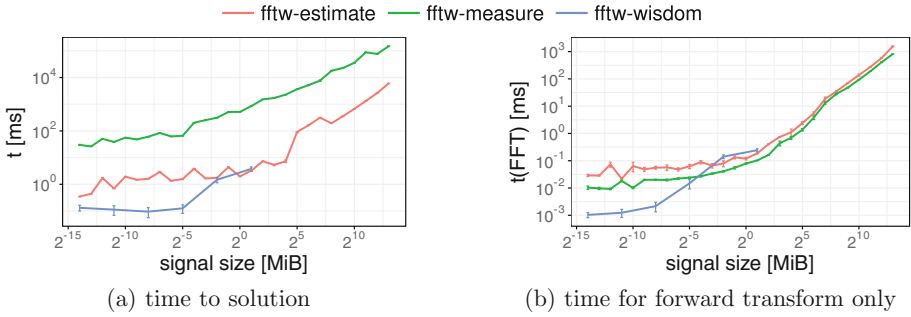 fftw-estimate fftw-measure fftw-wisdom
t [ms]
10^4
10^2
10^0
2^-15 2^-10 2^-5 2^0 2^5 2^10
signal size [MiB]
(a) time to solution
t(FFT) [ms]
10^3
10^2
10^1
10^0
10^-1
10^-2
10^-3
2^-15 2^-10 2^-5 2^0 2^5 2^10
signal size [MiB]
(b) time for forward transform only